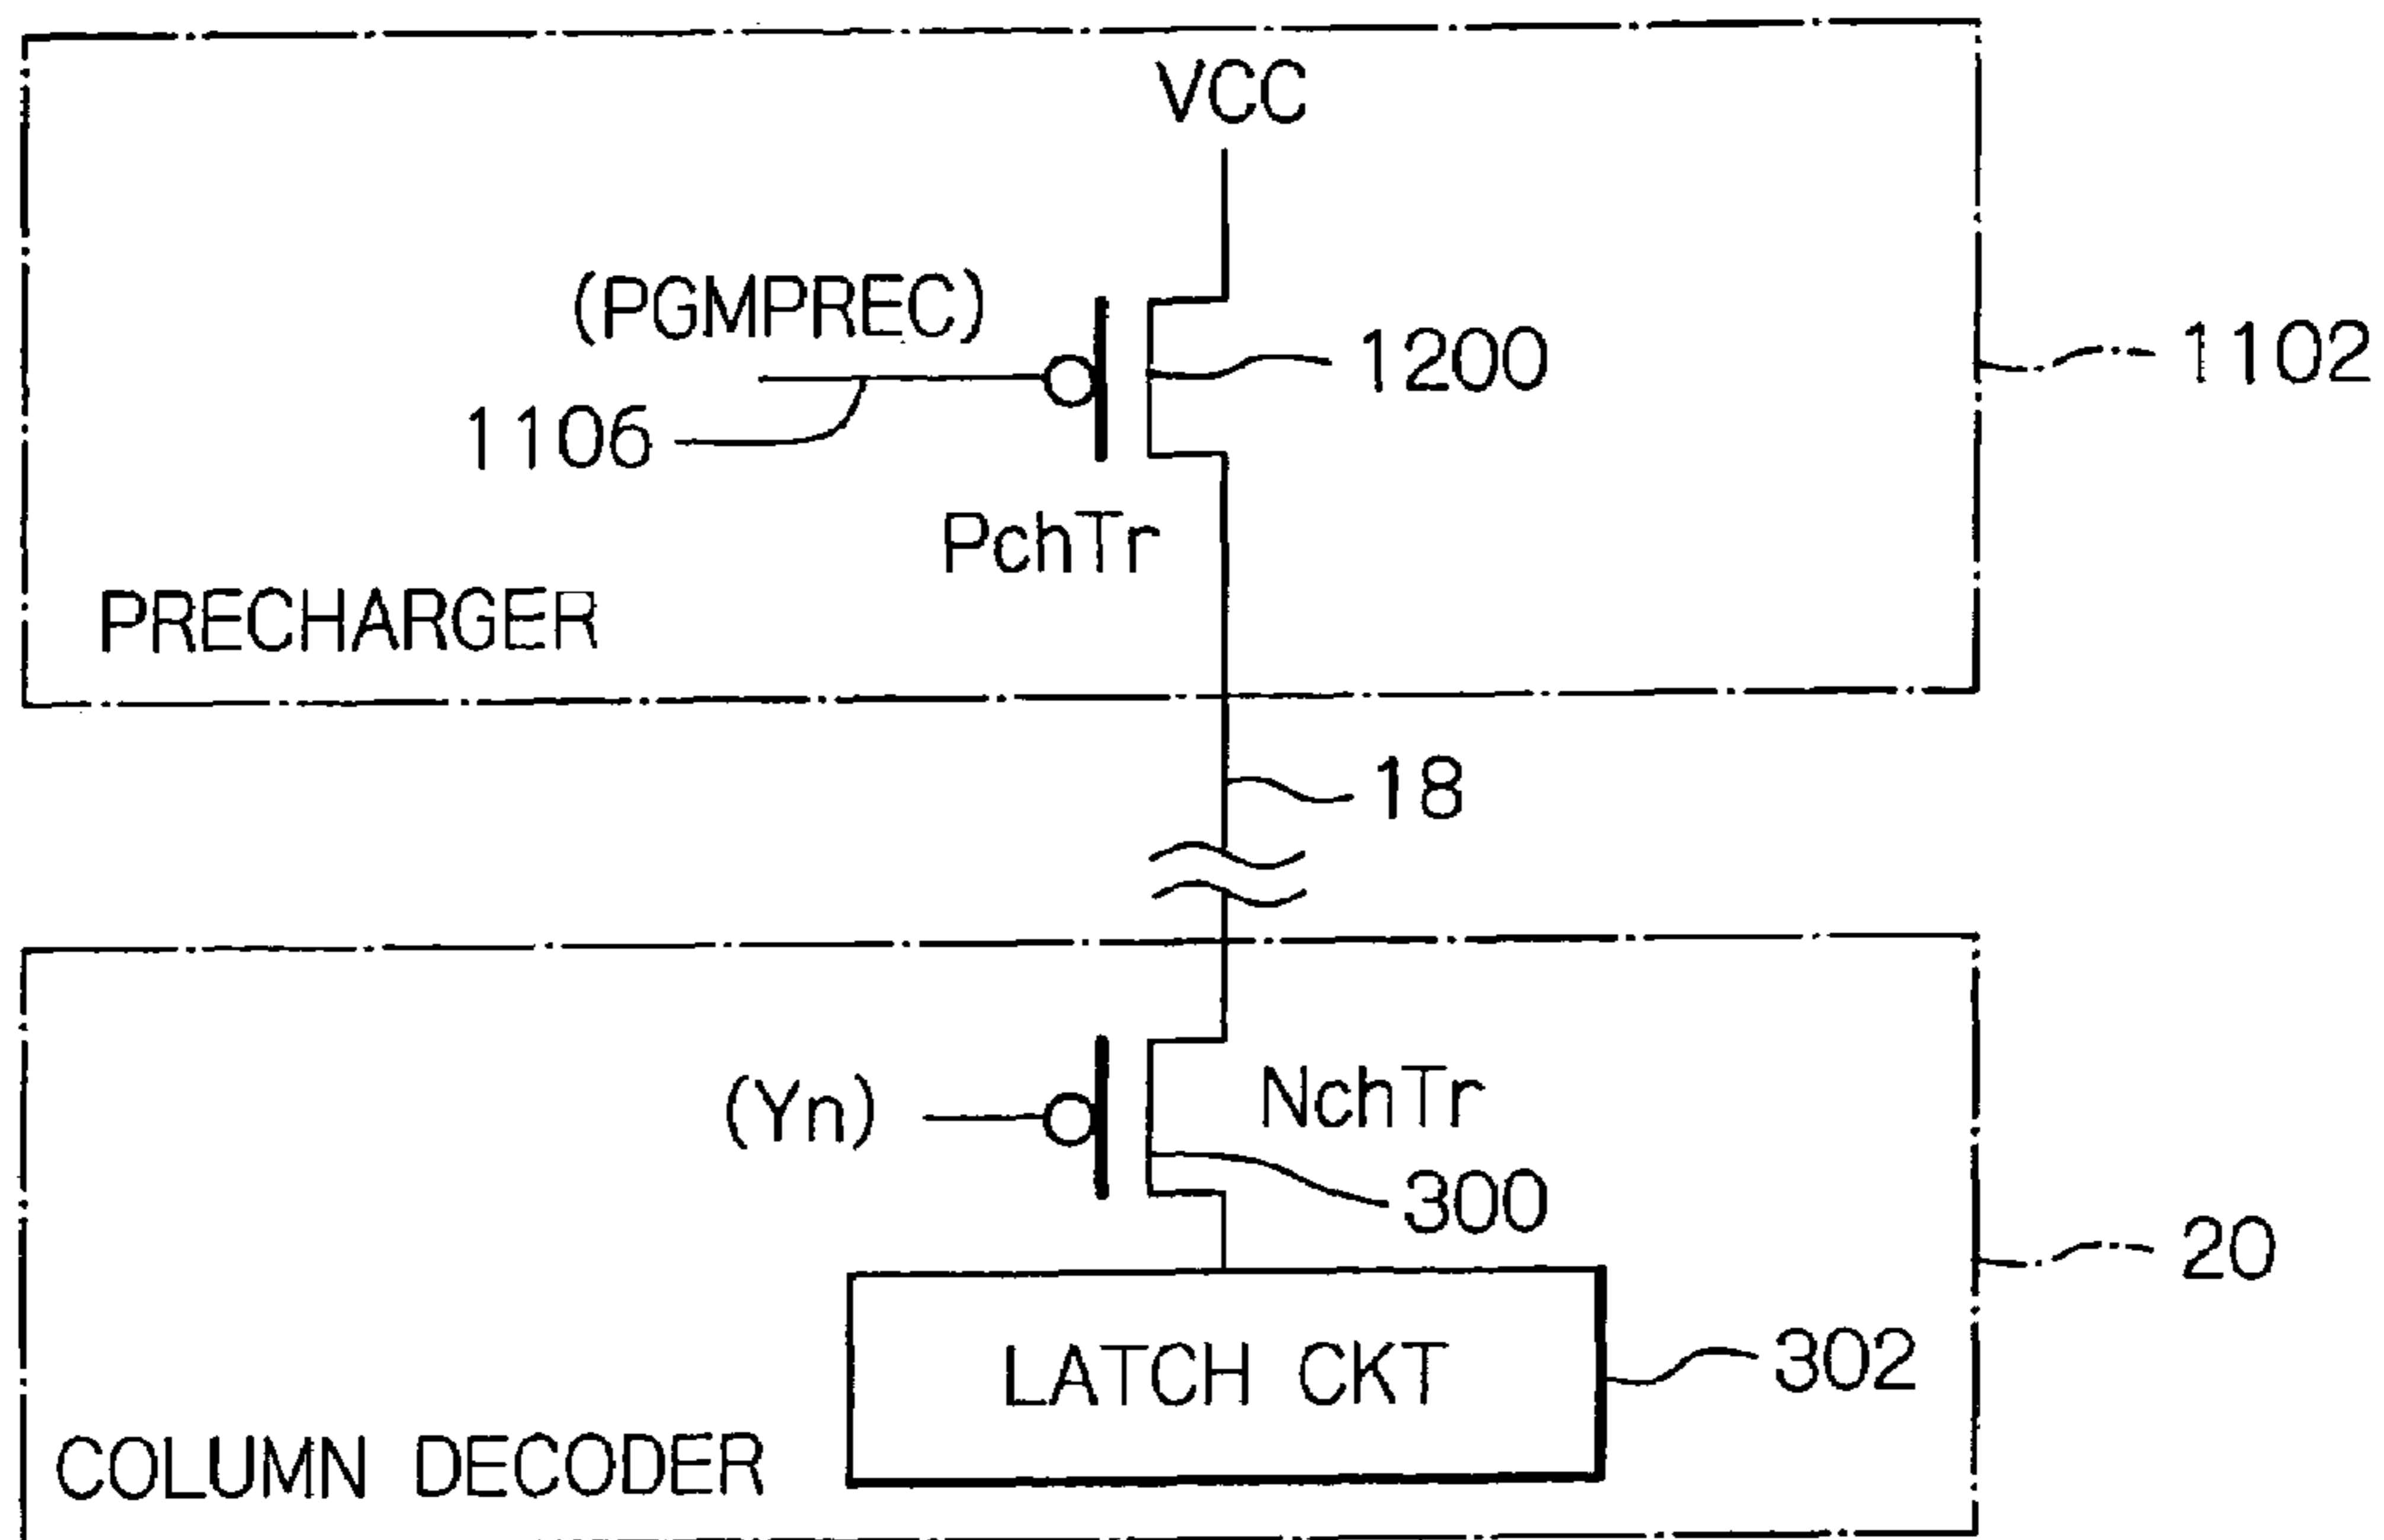 VCC
(PGMPREC)
1200
1102
1106
PchTr
PRECHARGER
18
(Yn)
NchTr
300
20
LATCH CKT
302
COLUMN DECODER